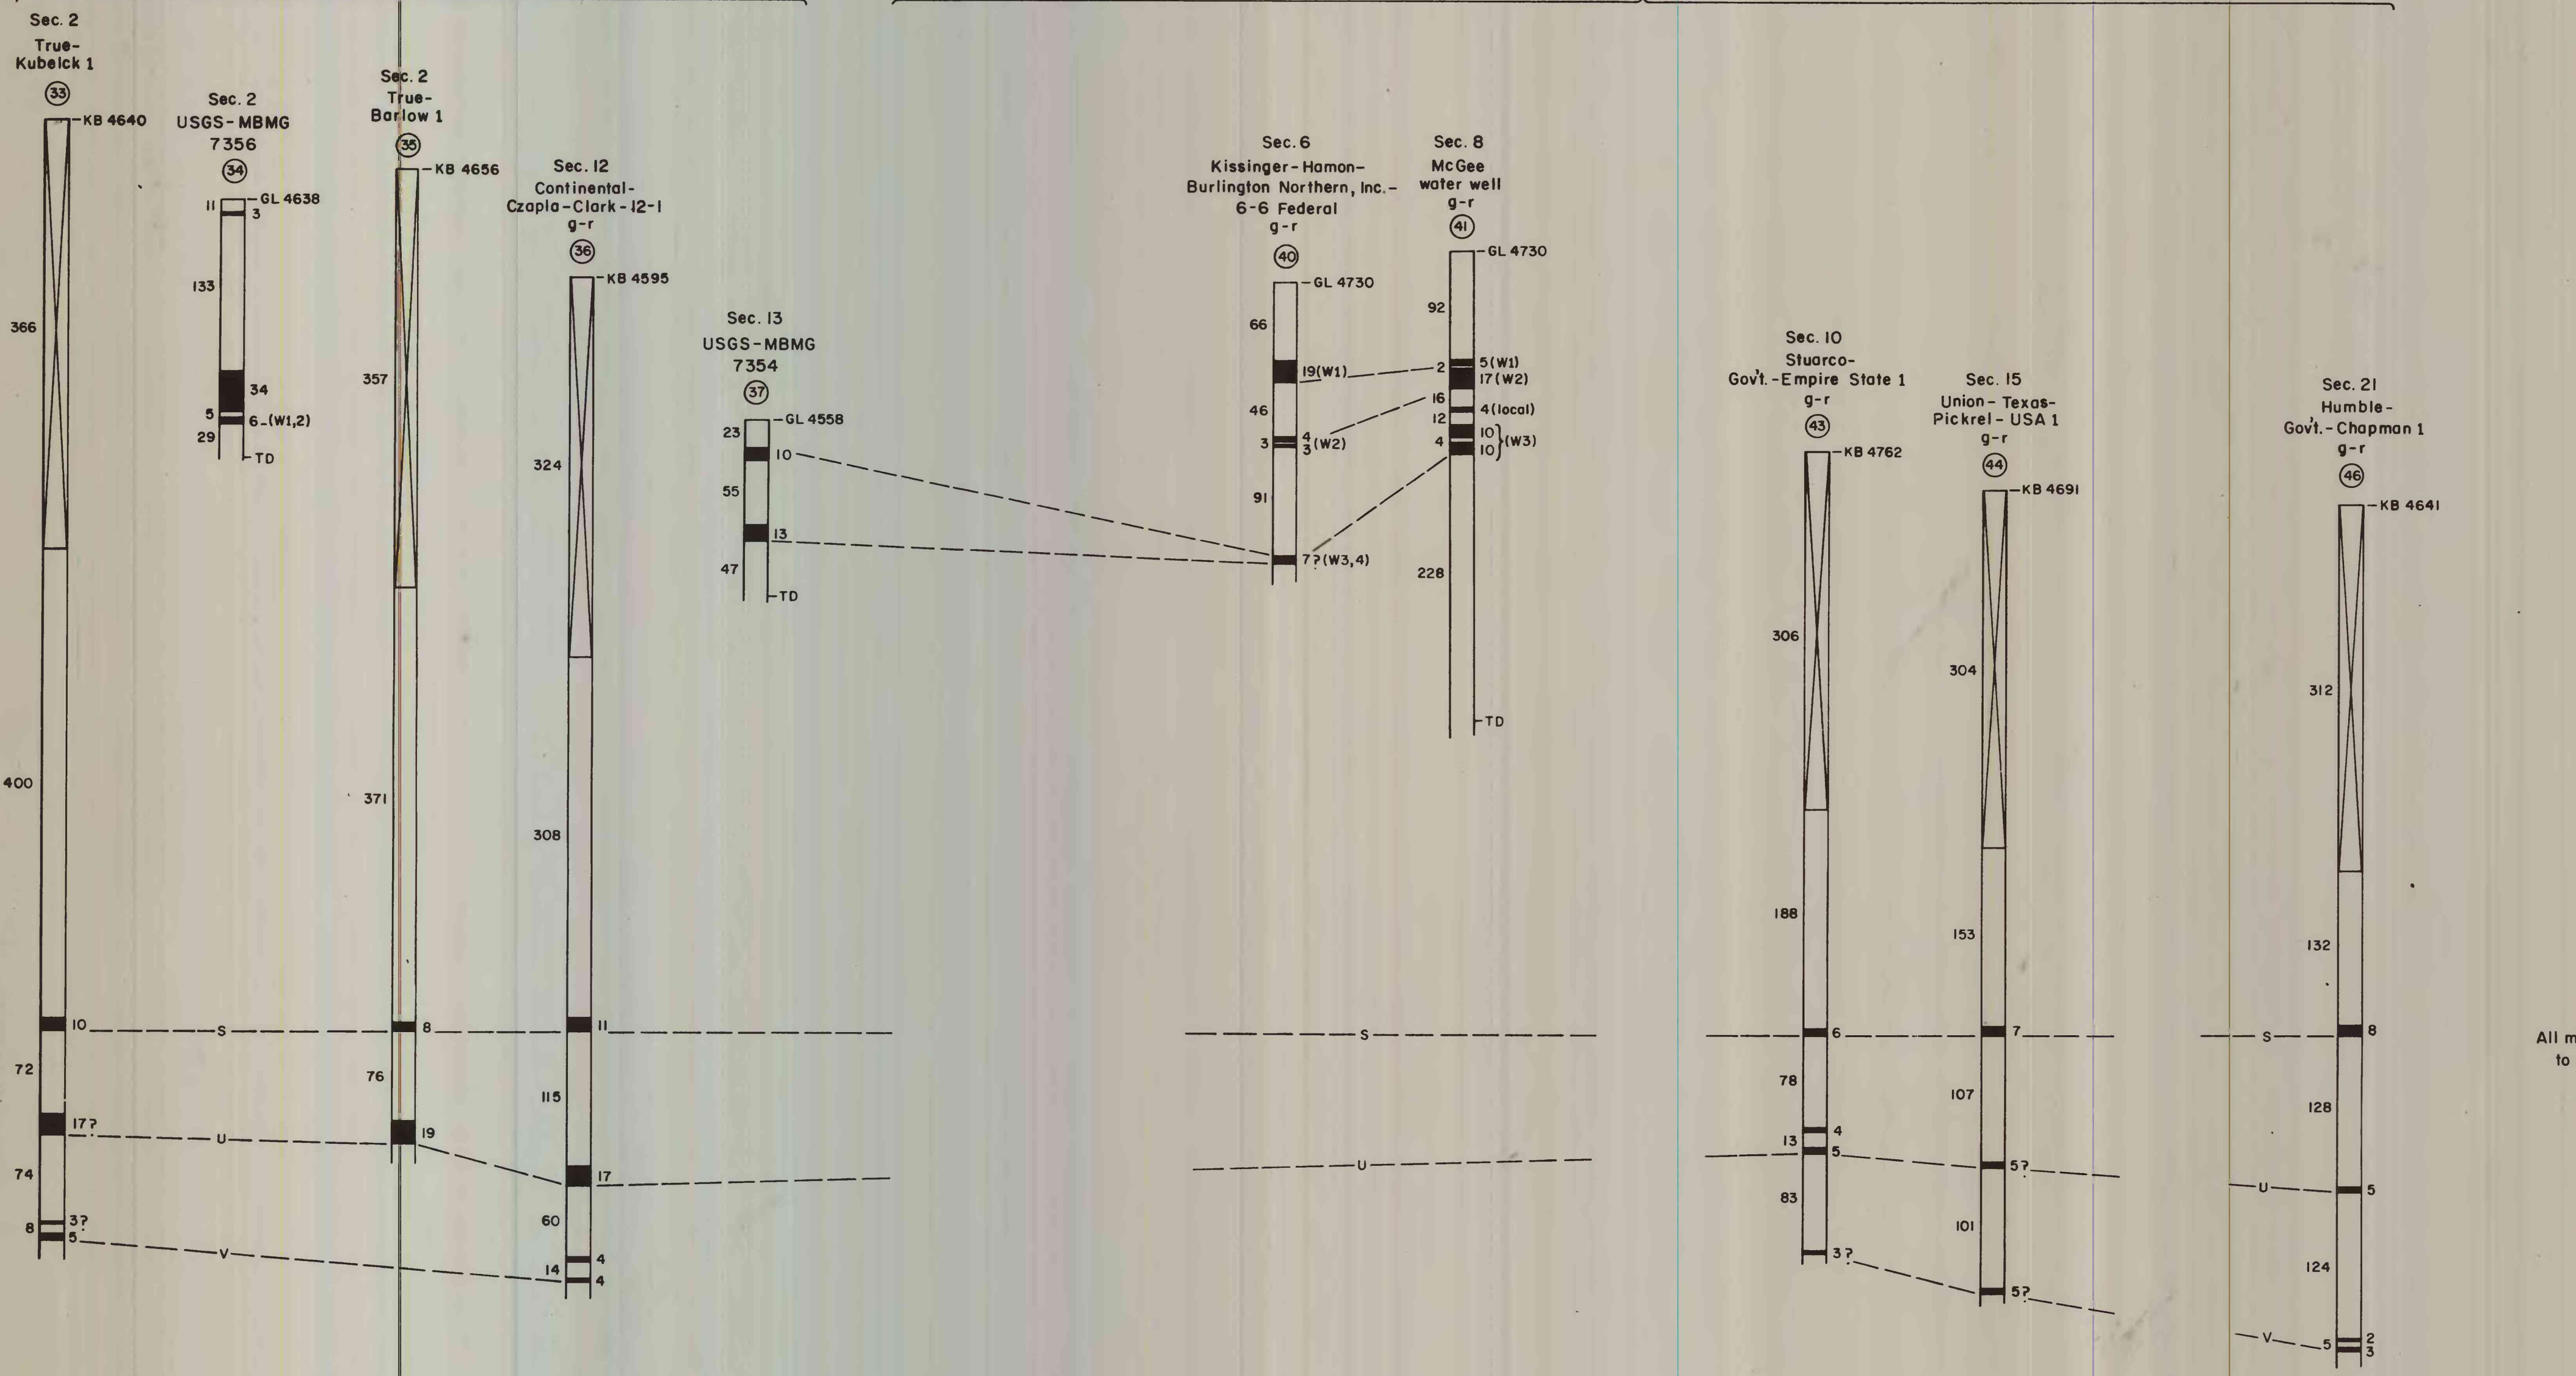 Sec. 2
True-
Kubelck 1
33
KB 4640
366
400
10
72
17?
74
3?
8
5
Sec. 2
USGS-MBMG
7356
34
GL 4638
11
3
133
34
5
6 (W1,2)
29
TD
Sec. 2
True-
Barlow 1
35
KB 4656
357
371
8
76
19
Sec. 12
Continental-
Czapla-Clark-12-1
g-r
36
KB 4595
324
308
11
115
17
60
4
14
4
Sec. 13
USGS-MBMG
7354
37
GL 4558
23
10
55
13
47
TD
S
U
V
Sec. 6
Kissinger-Hamon-
Burlington Northern, Inc.-
6-6 Federal
g-r
40
GL 4730
66
19(W1)
46
4
3
3 (W2)
91
7?(W3,4)
Sec. 8
McGee
water well
g-r
41
GL 4730
92
5(W1)
2
17(W2)
16
4(local)
12
10
4
(W3)
10
228
TD
S
U
Sec. 10
Stuarco-
Gov't.-Empire State 1
g-r
43
KB 4762
306
188
6
78
4
13
5
83
3?
Sec. 15
Union-Texas-
Pickrel-USA 1
g-r
44
KB 4691
304
153
7
107
5?
101
5?
Sec. 21
Humble-
Gov't.-Chapman 1
g-r
46
KB 4641
312
132
S
8
128
U
5
124
V
5
2
3
All m
to